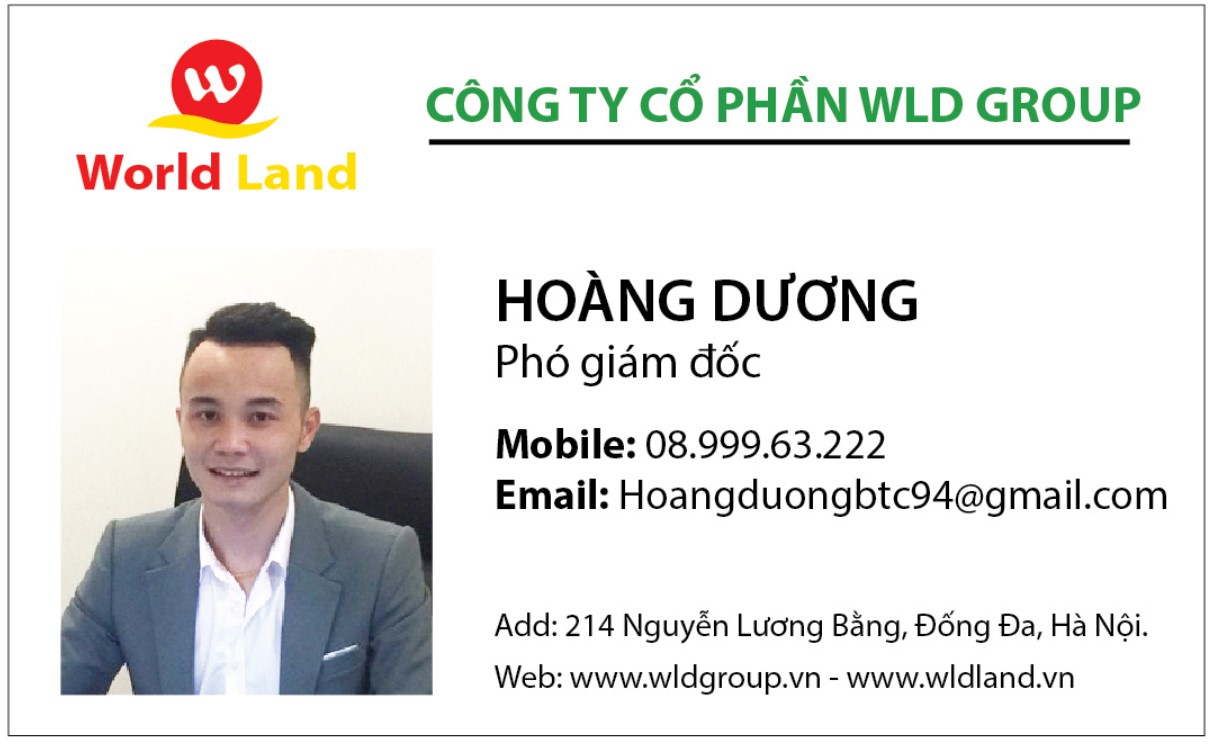 W
World Land
CÔNG TY CỔ PHẦN WLD GROUP
HOÀNG DƯƠNG
Phó giám đốc
Mobile: 08.999.63.222
Email: Hoangduongbtc94@gmail.com
Add: 214 Nguyễn Lương Bằng, Đống Đa, Hà Nội.
Web: www.wldgroup.vn - www.wldland.vn